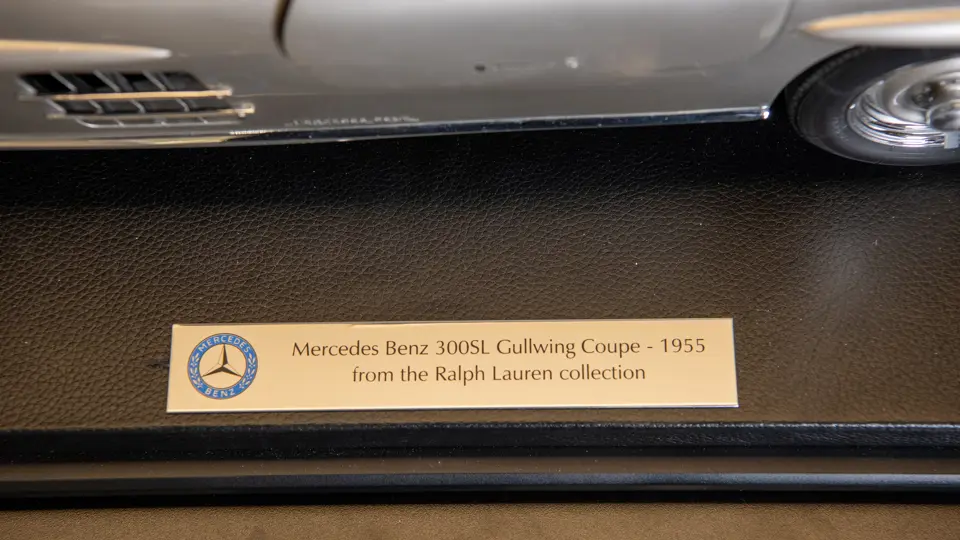 MERCEDES
BENZ
Mercedes Benz 300SL Gullwing Coupe - 1955
from the Ralph Lauren collection